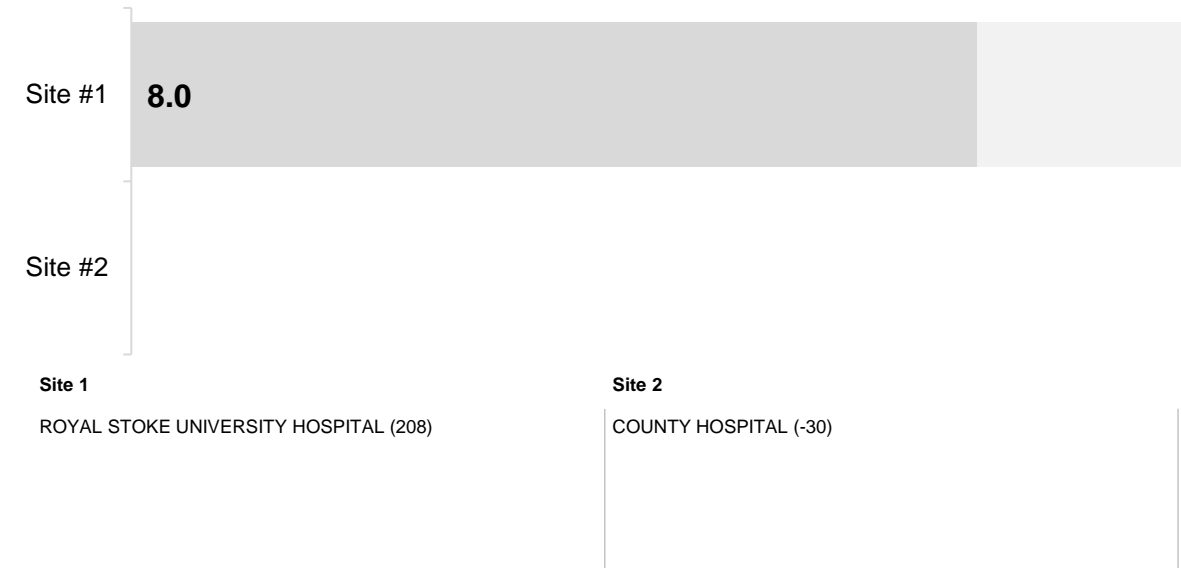 Site #1
8.0
Site #2
Site 1
Site 2
ROYAL STOKE UNIVERSITY HOSPITAL (208)
COUNTY HOSPITAL (-30)